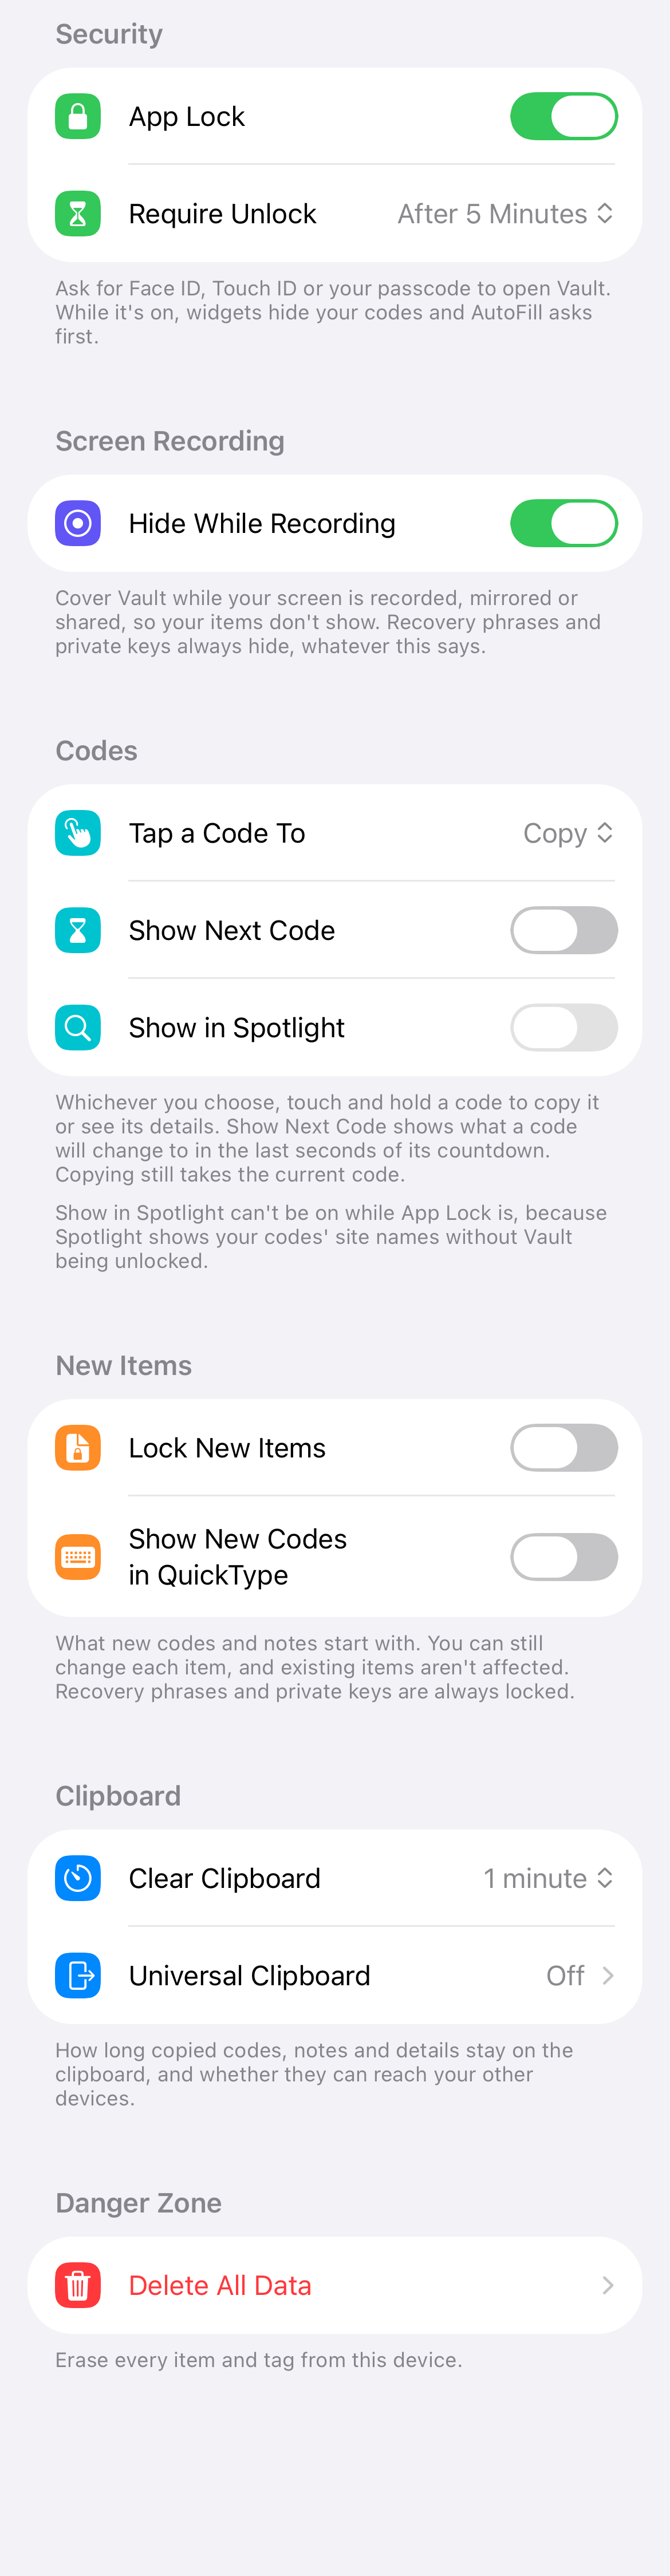 Security
App Lock
Require Unlock After 5 Minutes
Ask for Face ID, Touch ID or your passcode to open Vault.
While it's on, widgets hide your codes and AutoFill asks
first.
Screen Recording
Hide While Recording
Cover Vault while your screen is recorded, mirrored or
shared, so your items don't show. Recovery phrases and
private keys always hide, whatever this says.
Codes
Tap a Code To Copy
Show Next Code
Show in Spotlight
Whichever you choose, touch and hold a code to copy it
or see its details. Show Next Code shows what a code
will change to in the last seconds of its countdown.
Copying still takes the current code.
Show in Spotlight can't be on while App Lock is, because
Spotlight shows your codes' site names without Vault
being unlocked.
New Items
Lock New Items
Show New Codes
in QuickType
What new codes and notes start with. You can still
change each item, and existing items aren't affected.
Recovery phrases and private keys are always locked.
Clipboard
Clear Clipboard 1 minute
Universal Clipboard Off
How long copied codes, notes and details stay on the
clipboard, and whether they can reach your other
devices.
Danger Zone
Delete All Data
Erase every item and tag from this device.